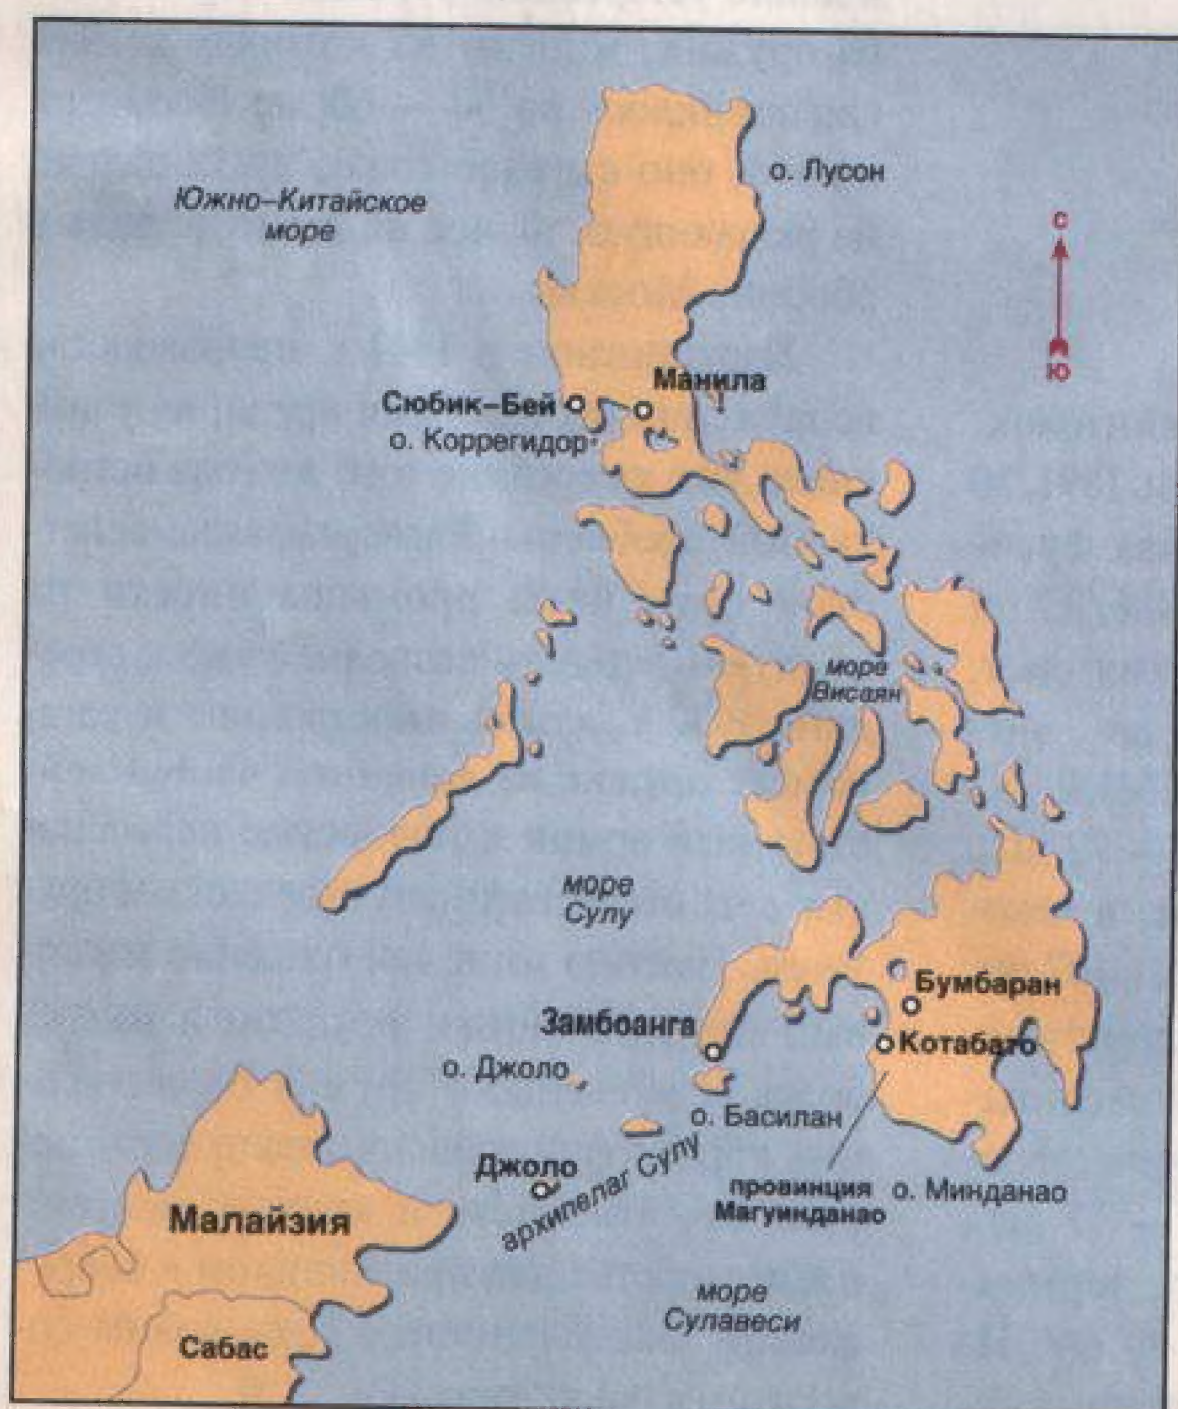 о. Лусон
Южно–Китайское
море
С
Ю
Манила
Сюбик–Бей
о. Коррегидор
море
Висаян
море
Сулу
Бумбаран
Замбоанга
Котабато
о. Джоло
о. Басилан
Джоло
архипелаг Сулу
провинция
Магуинданао
о. Минданао
Малайзия
море
Сулавеси
Сабас